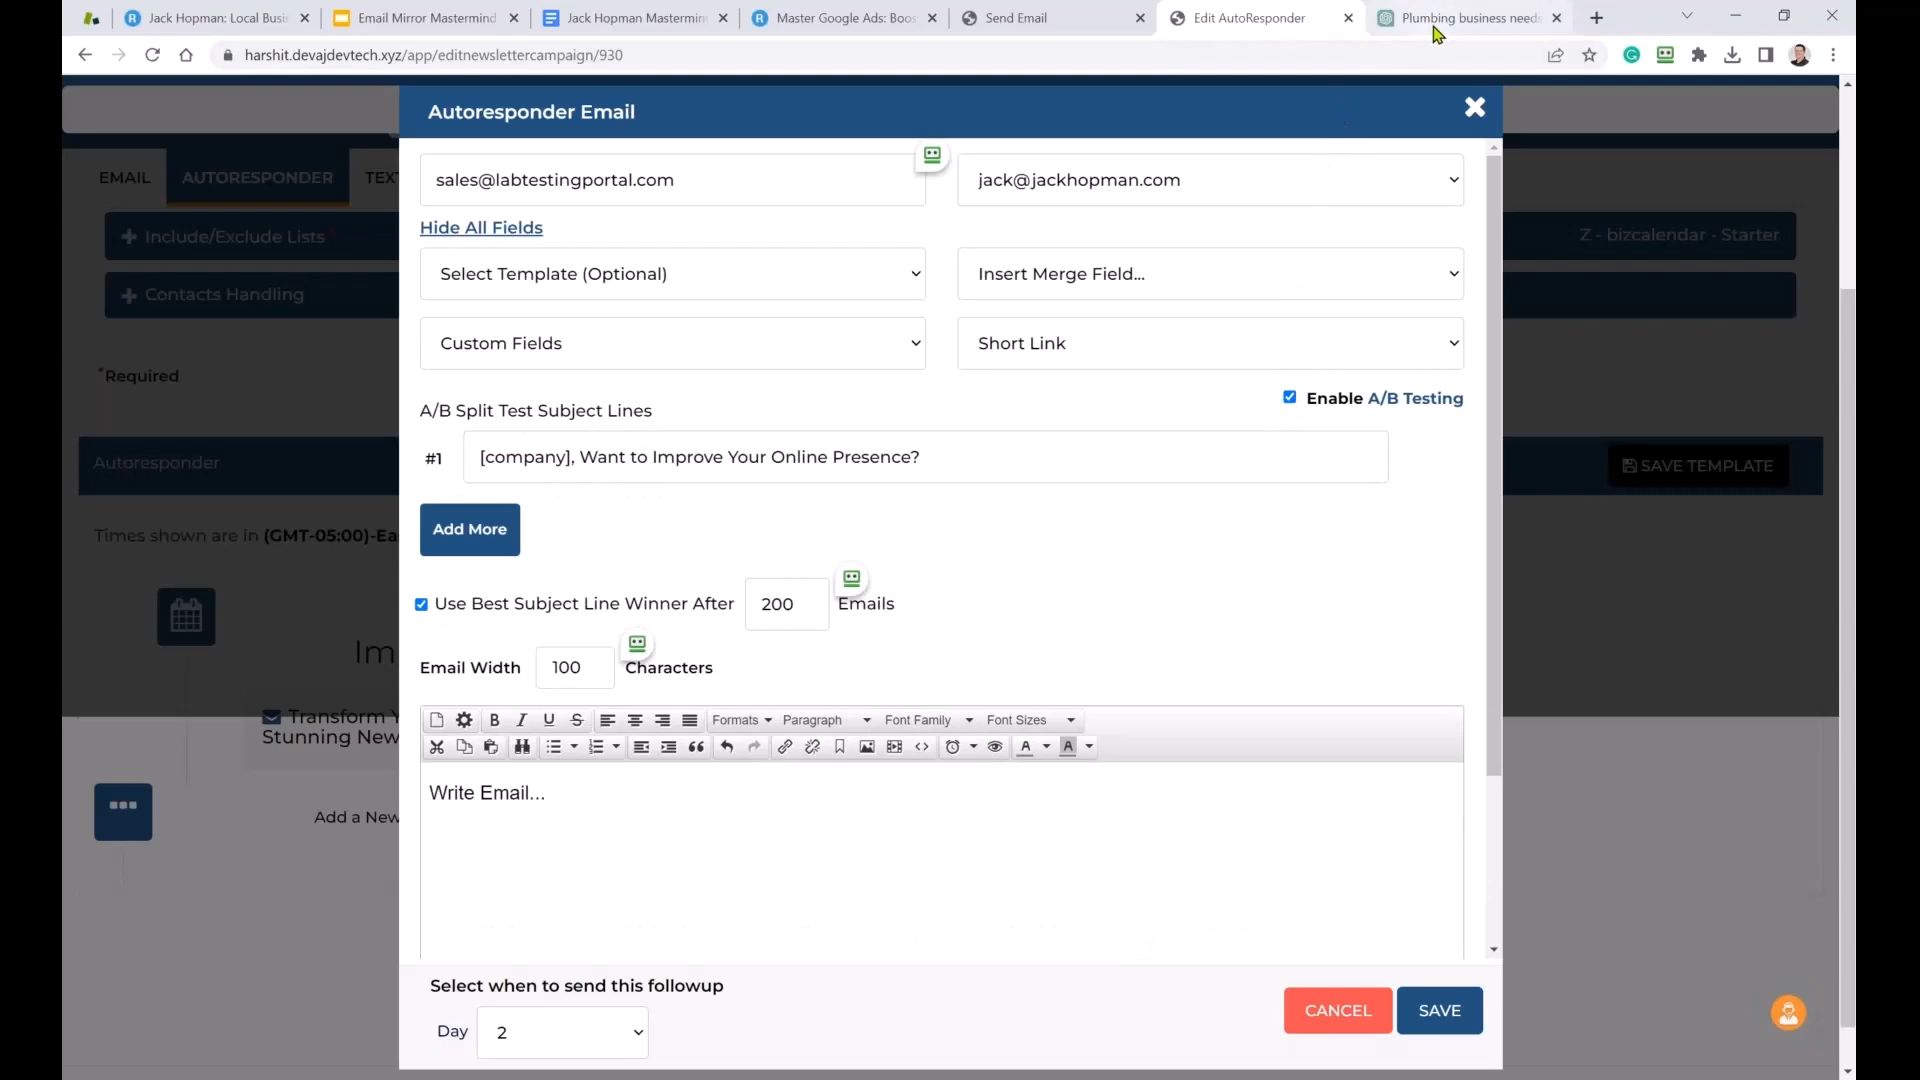 Jack Hopman: Local Busi
Email Mirror Mastermind
Jack Hopman Mastermin
Master Google Ads: Boos
Send Email
Edit AutoResponder
Plumbing business need
harshit.devajdevtech.xyz/app/editnewslettercampaign/930
Autoresponder Email
EMAIL
AUTORESPONDER
TEX
sales@labtestingportal.com
jack@jackhopman.com
Hide All Fields
Include/Exclude Lists*
Z - bizcalendar - Starter
Select Template (Optional)
Insert Merge Field...
Contacts Handling
Custom Fields
Short Link
*Required
Enable A/B Testing
A/B Split Test Subject Lines
#1
[company], Want to Improve Your Online Presence?
Autoresponder
SAVE TEMPLATE
Add More
Times shown are in (GMT-05:00)-Ea
Use Best Subject Line Winner After 200 Emails
Im
Email Width 100 Characters
Formats
Paragraph
Font Family
Font Sizes
Transform Y
Stunning New
Write Email...
Add a New
Select when to send this followup
CANCEL
SAVE
Day 2